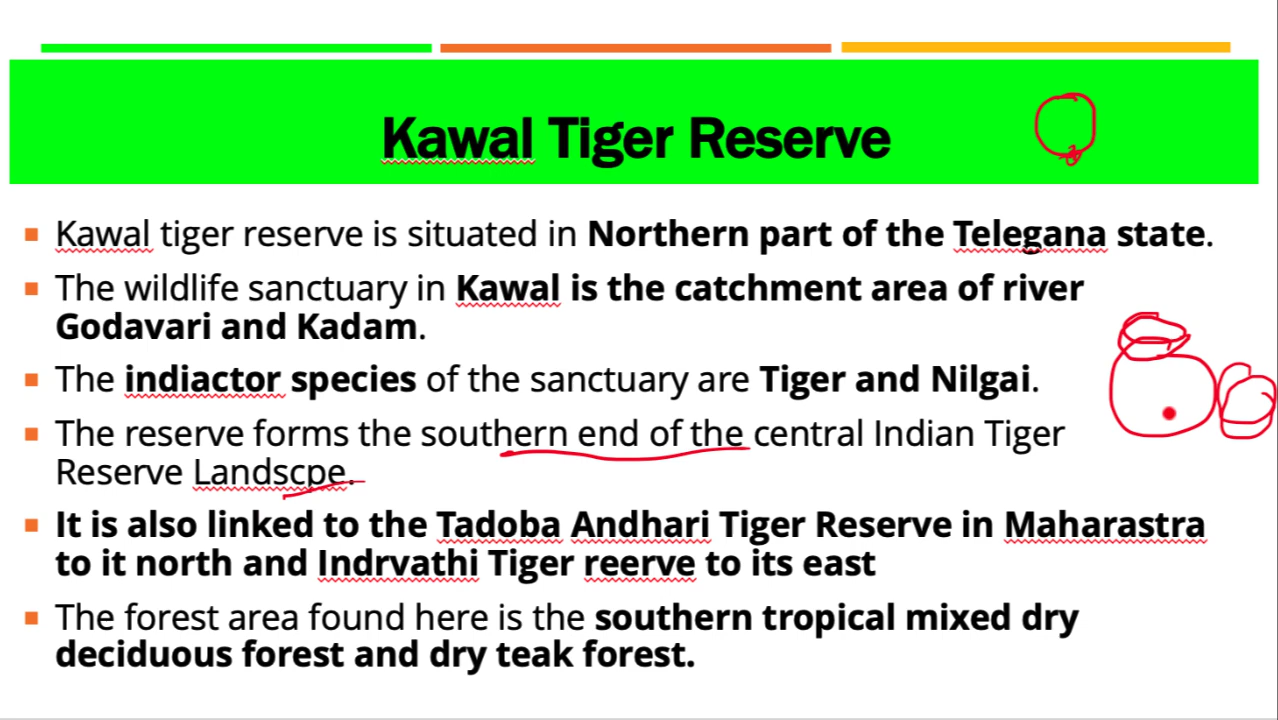 Kawal Tiger Reserve
Kawal tiger reserve is situated in Northern part of the Telegana state.
The wildlife sanctuary in Kawal is the catchment area of river
Godavari and Kadam.
The indiactor species of the sanctuary are Tiger and Nilgai.
The reserve forms the southern end of the central Indian Tiger
Reserve Landscpe.
It is also linked to the Tadoba Andhari Tiger Reserve in Maharastra
to it north and Indrvathi Tiger reerve to its east
The forest area found here is the southern tropical mixed dry
deciduous forest and dry teak forest.